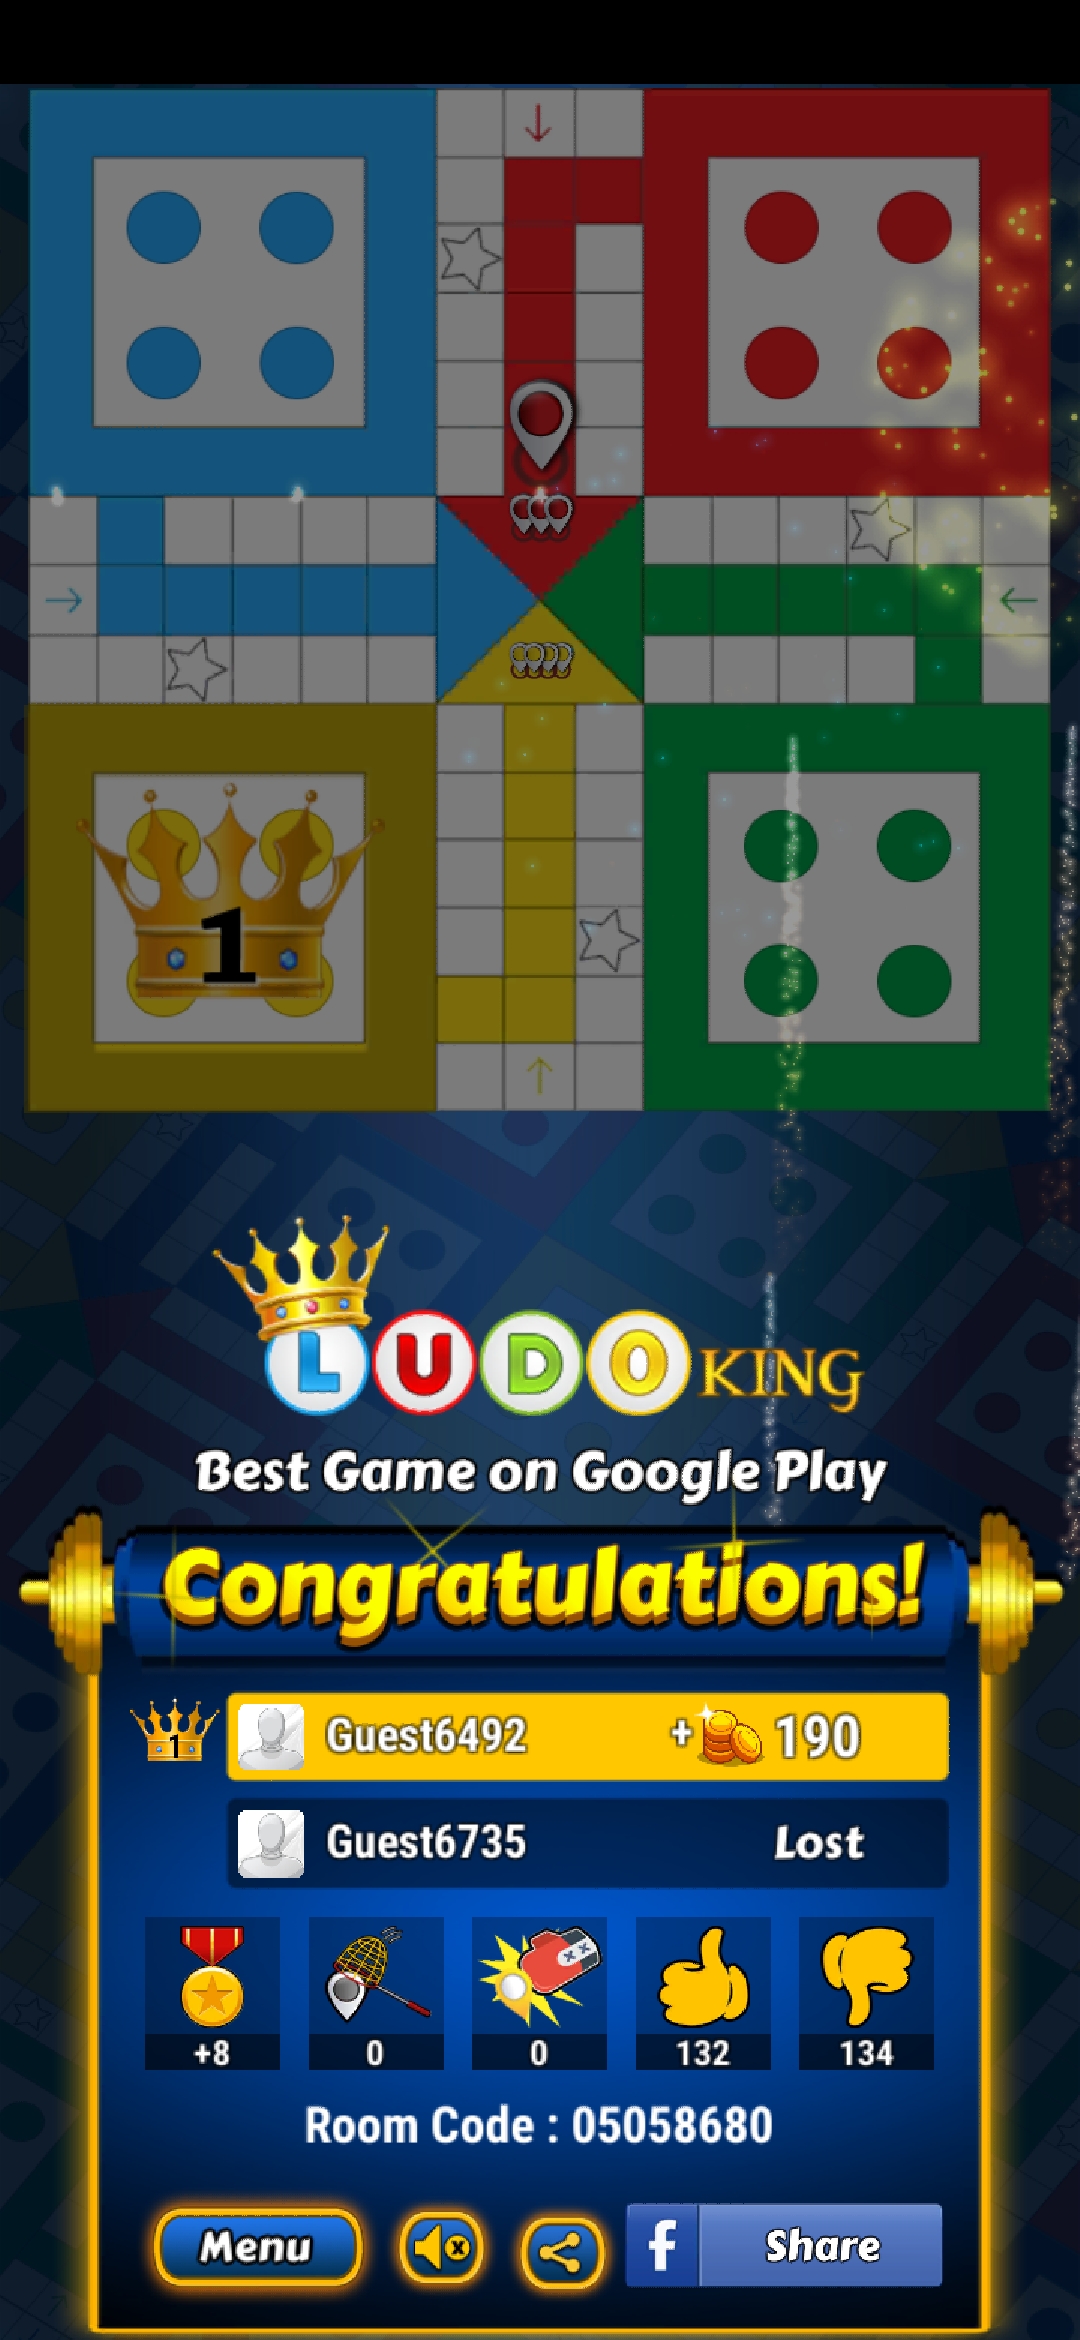 1
LUDO KING
Best Game on Google Play
Congratulations!
1 Guest6492 + 190
Guest6735 Lost
+8 0 0 132 134
Room Code : 05058680
Menu x f Share